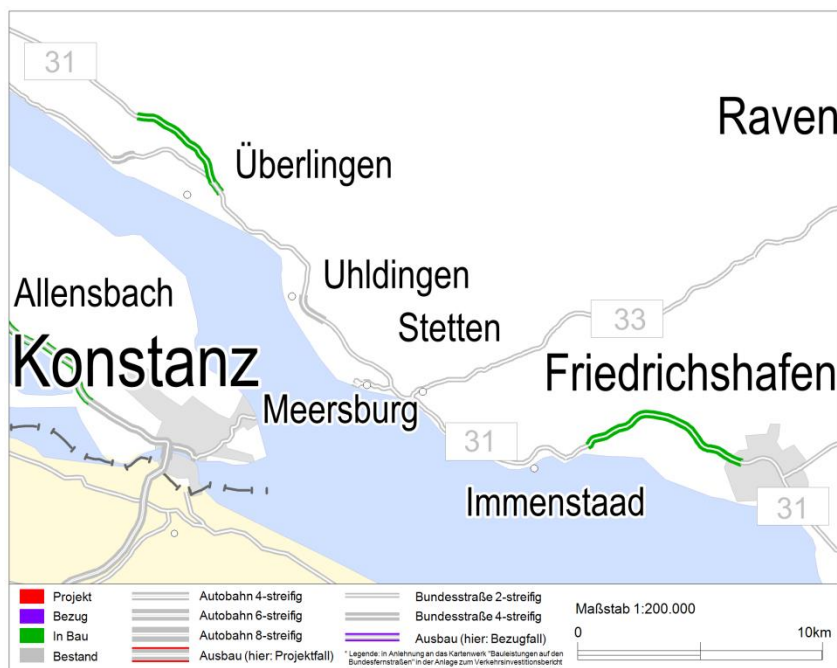 31
Raven
Überlingen
Uhldingen
Allensbach
Stetten
33
Konstanz
Friedrichshafen
Meersburg
31
Immenstaad
31
Projekt
Bezug
In Bau
Bestand
Autobahn 4-streifig
Autobahn 6-streifig
Autobahn 8-streifig
Ausbau (hier: Projektfall)
Bundesstraße 2-streifig
Bundesstraße 4-streifig
Ausbau (hier: Bezugfall)
* Legende: In Anlehnung an das Kartenwerk "Bauleistungen auf den
Bundesfernstraßen" in der Anlage zum Verkehrsinvestitionsbericht
Maßstab 1:200.000
0 10km